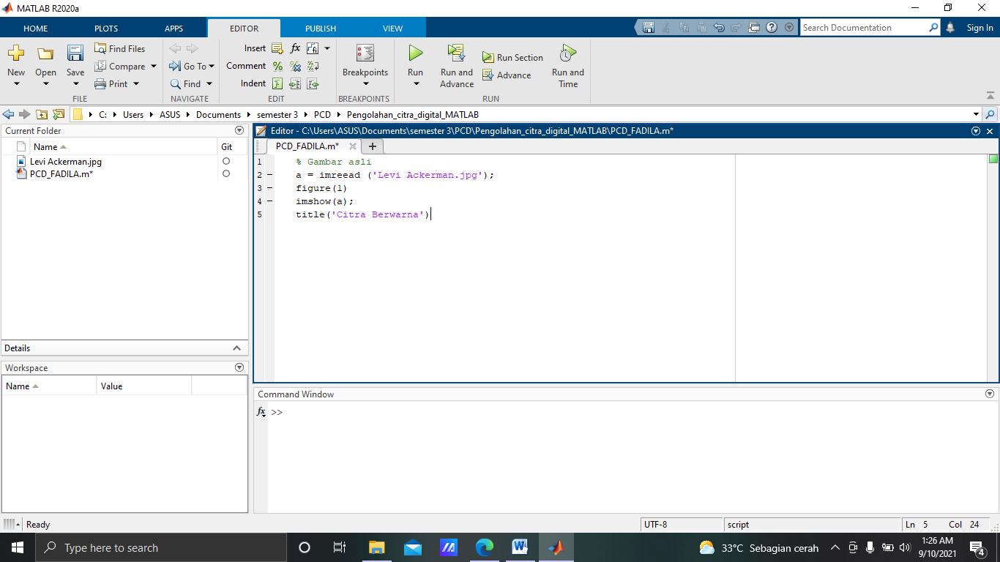 MATLAB R2020a
HOME PLOTS APPS EDITOR PUBLISH VIEW Search Documentation Sign In
New Open Save Find Files Compare Print
FILE
Go To Find
NAVIGATE
Insert fx
Comment
Indent
EDIT
Breakpoints
BREAKPOINTS
Run Run and Advance Run Section Advance Run and Time
RUN
C: Users ASUS Documents semester 3 PCD Pengolahan_citra_digital_MATLAB
Current Folder
Name Git
Levi Ackerman.jpg
PCD_FADILA.m*
Details
Workspace
Name Value
Editor - C:\Users\ASUS\Documents\semester 3\PCD\Pengolahan_citra_digital_MATLAB\PCD_FADILA.m*
PCD_FADILA.m*
1 % Gambar asli
2 – a = imreead ('Levi Ackerman.jpg');
3 – figure(1)
4 – imshow(a);
5 title('Citra Berwarna')
Command Window
fx >>
Ready UTF-8 script Ln 5 Col 24
Type here to search 33°C Sebagian cerah 1:26 AM
9/10/2021
4